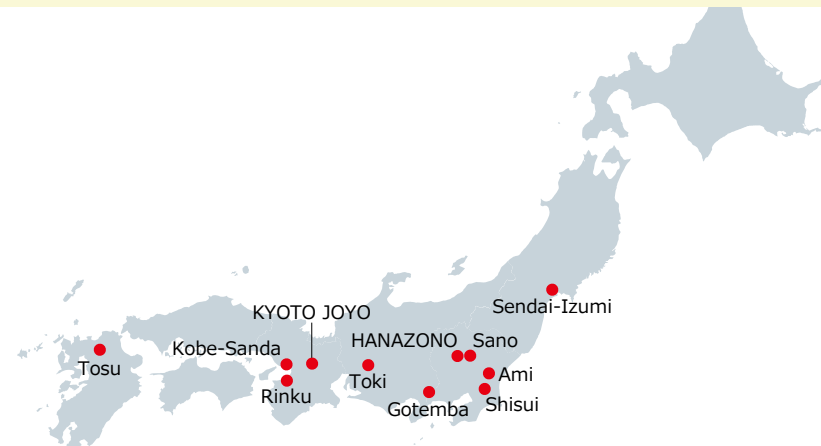 Sendai-Izumi
KYOTO JOYO
HANAZONO
Sano
Kobe-Sanda
Tosu
Toki
Ami
Rinku
Gotemba
Shisui